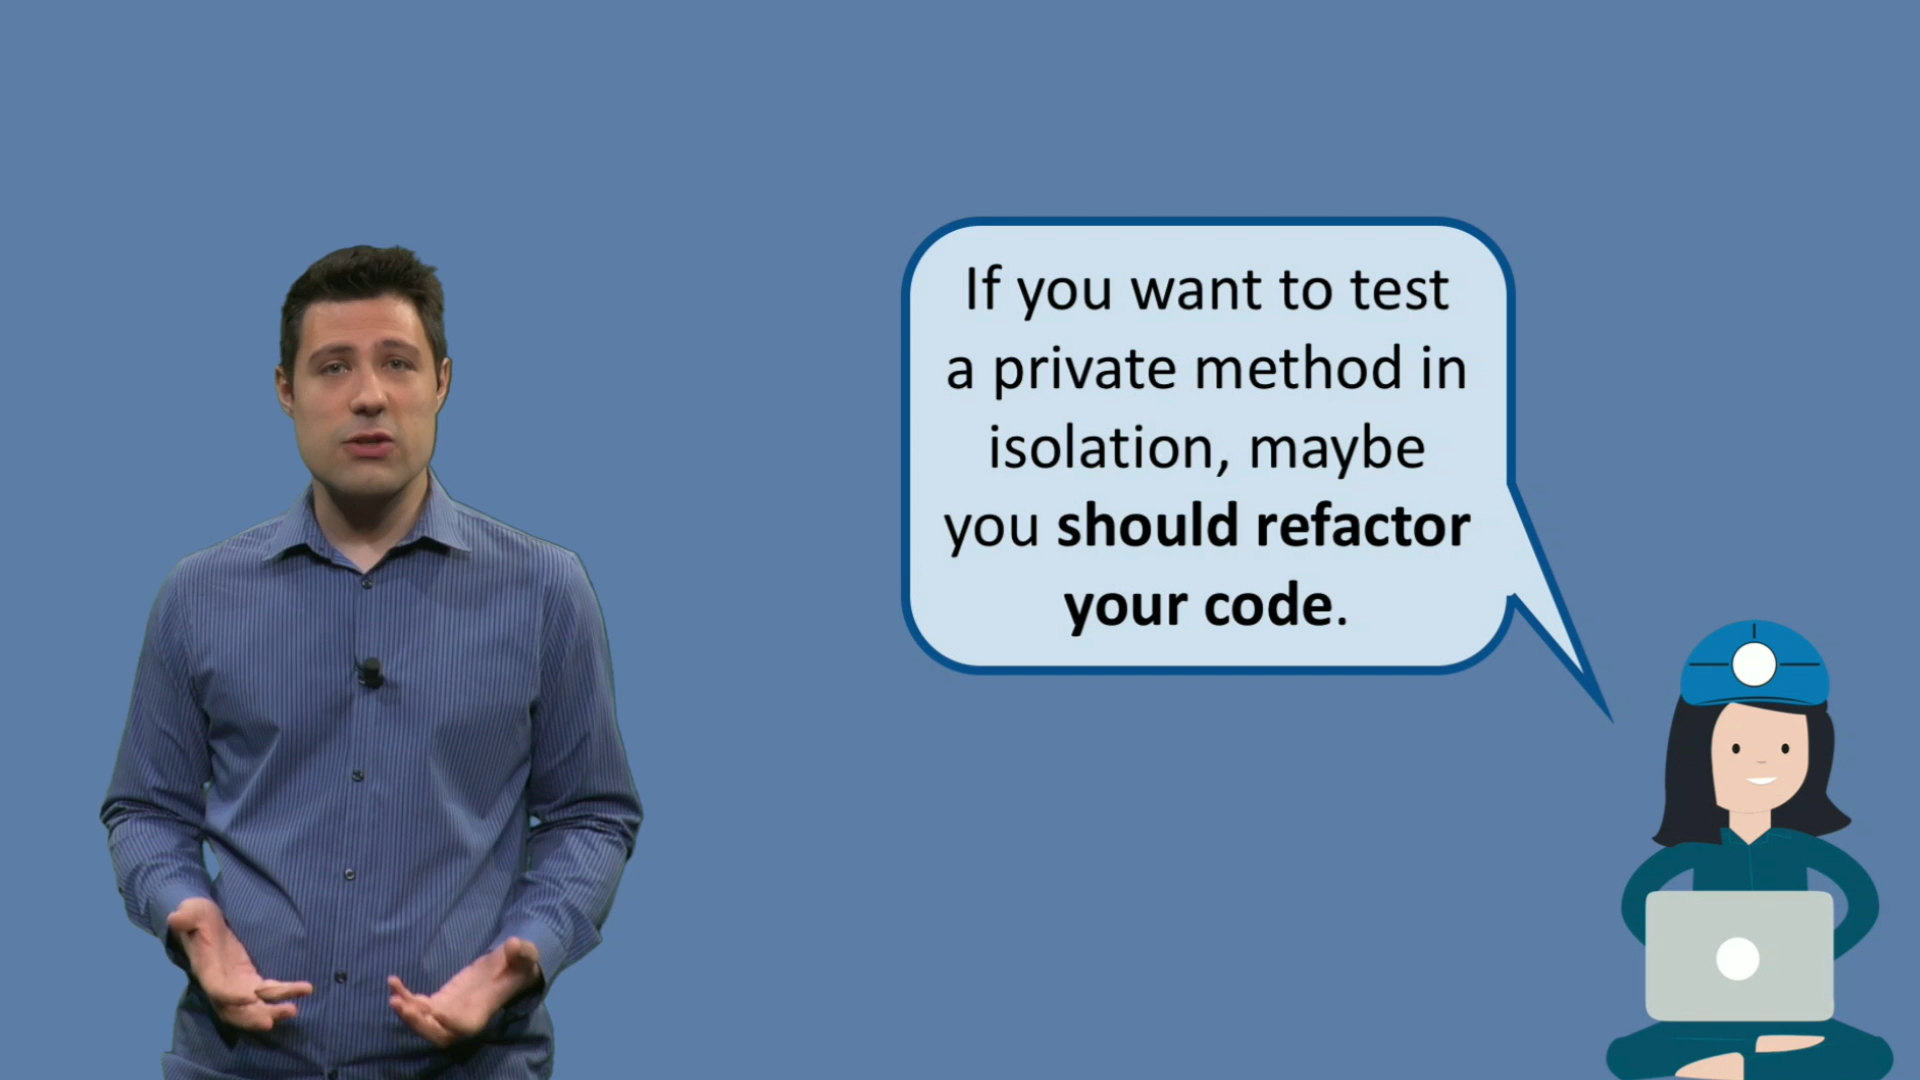 If you want to test
a private method in
isolation, maybe
you should refactor
your code.